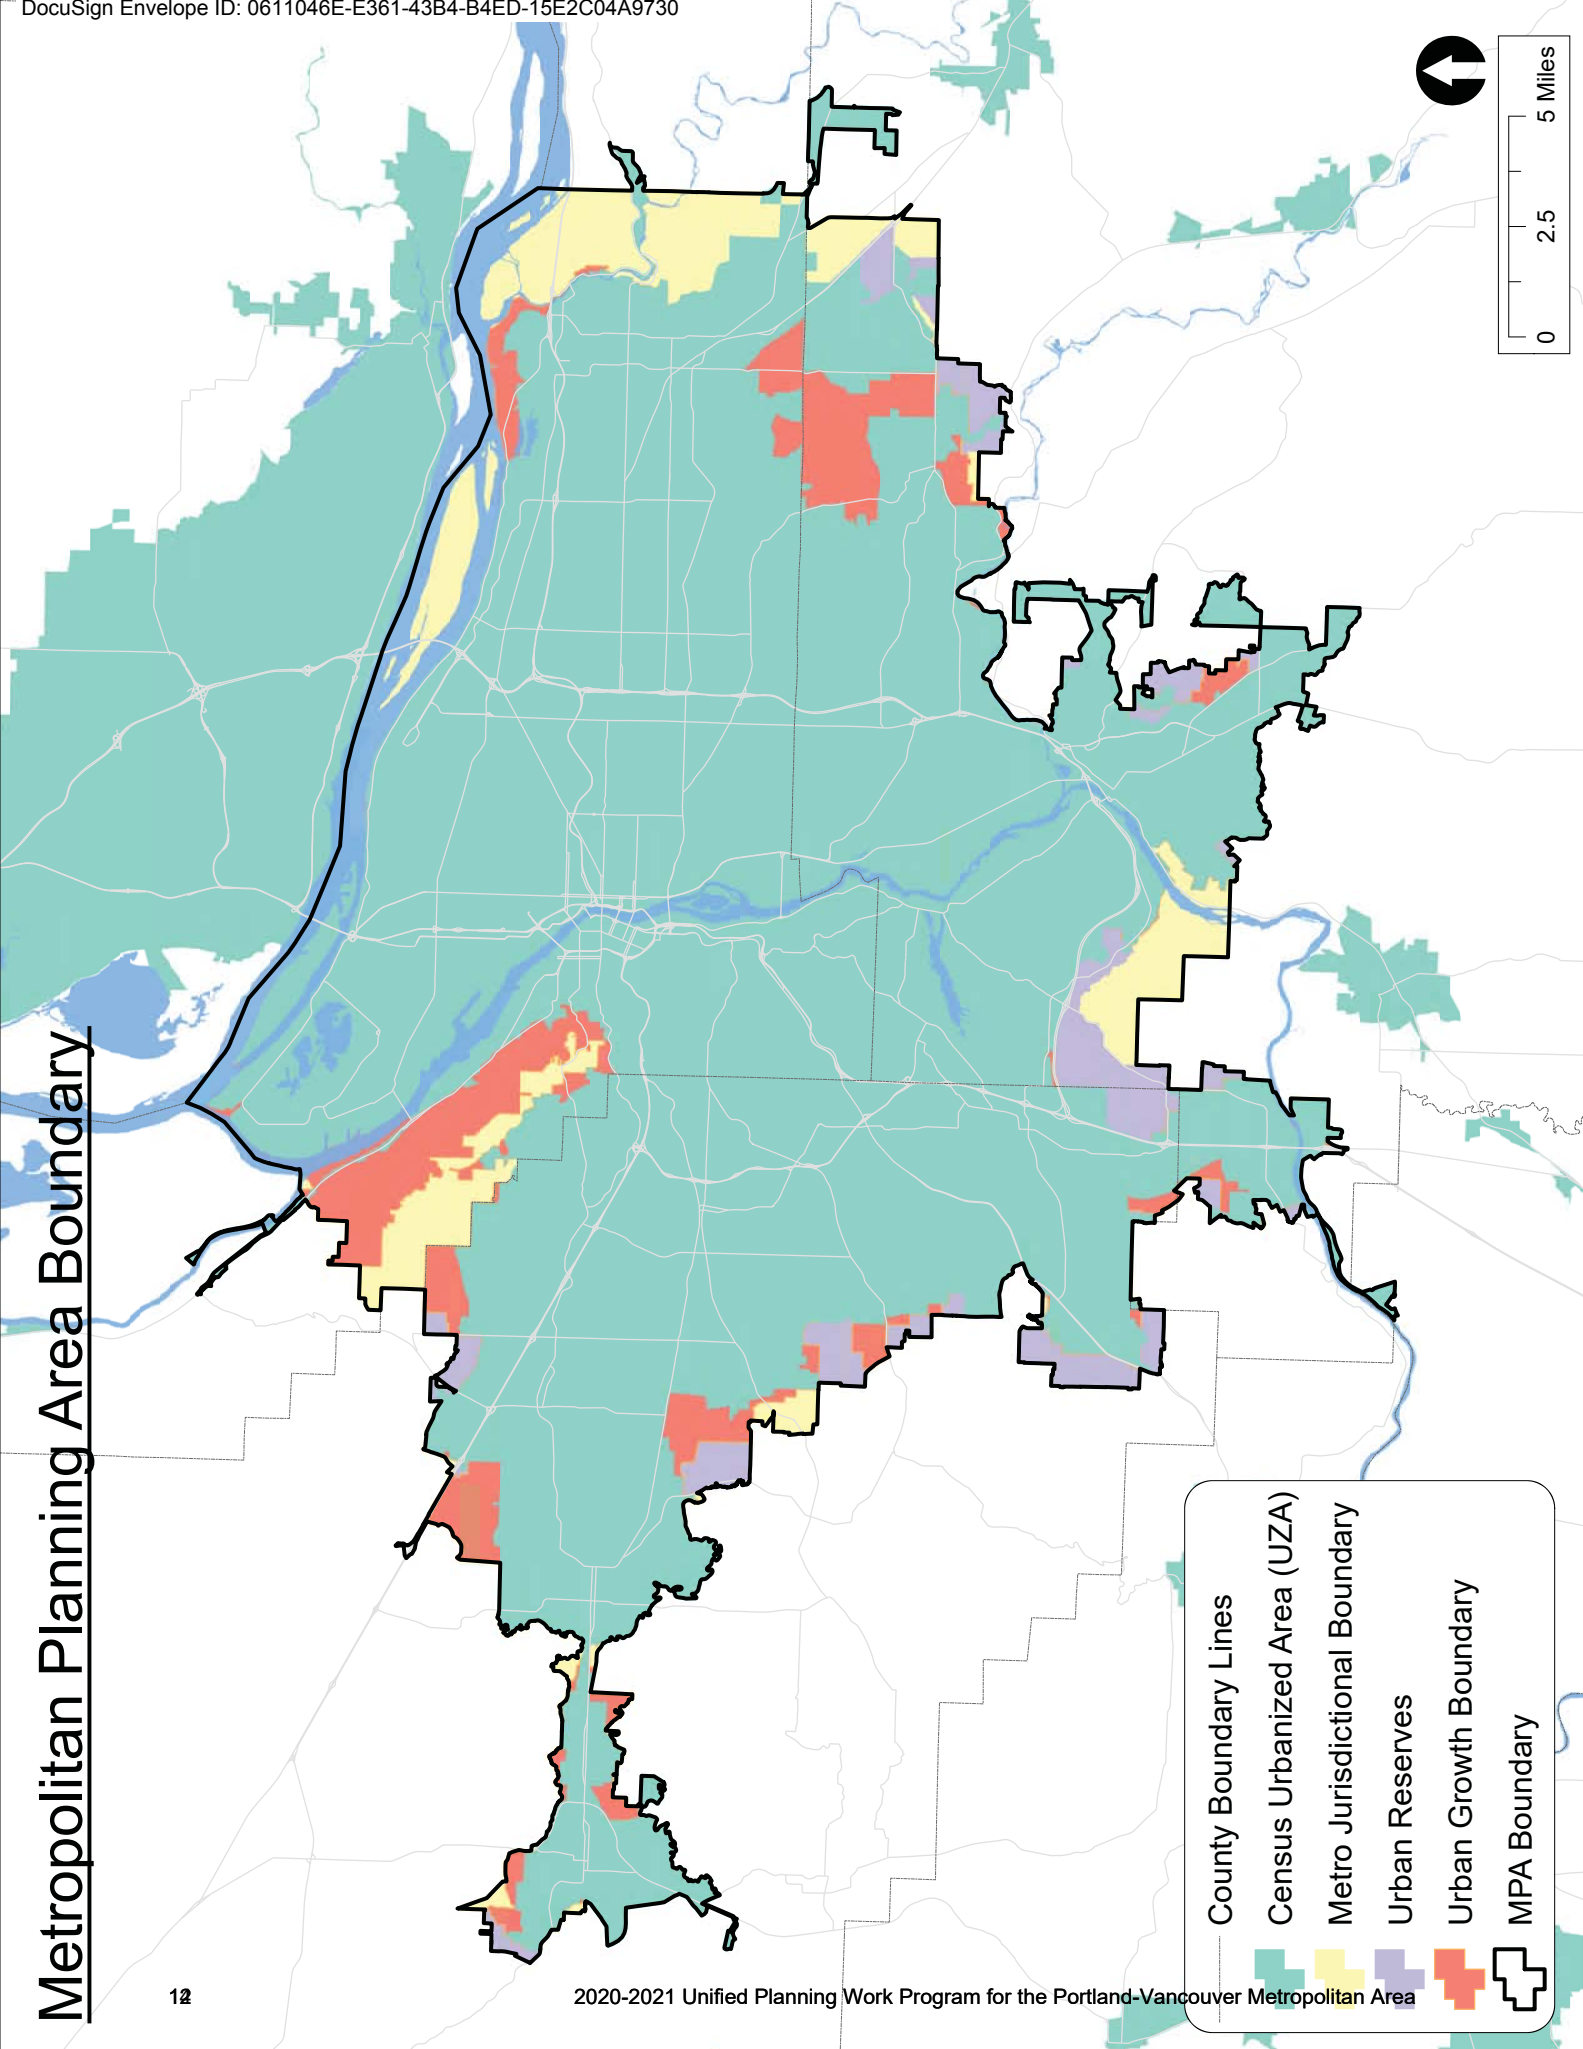 DocuSign Envelope ID: 0611046E-E361-43B4-B4ED-15E2C04A9730
Metropolitan Planning Area Boundary
0 2.5 5 Miles
County Boundary Lines
Census Urbanized Area (UZA)
Metro Jurisdictional Boundary
Urban Reserves
Urban Growth Boundary
MPA Boundary
2020-2021 Unified Planning Work Program for the Portland-Vancouver Metropolitan Area